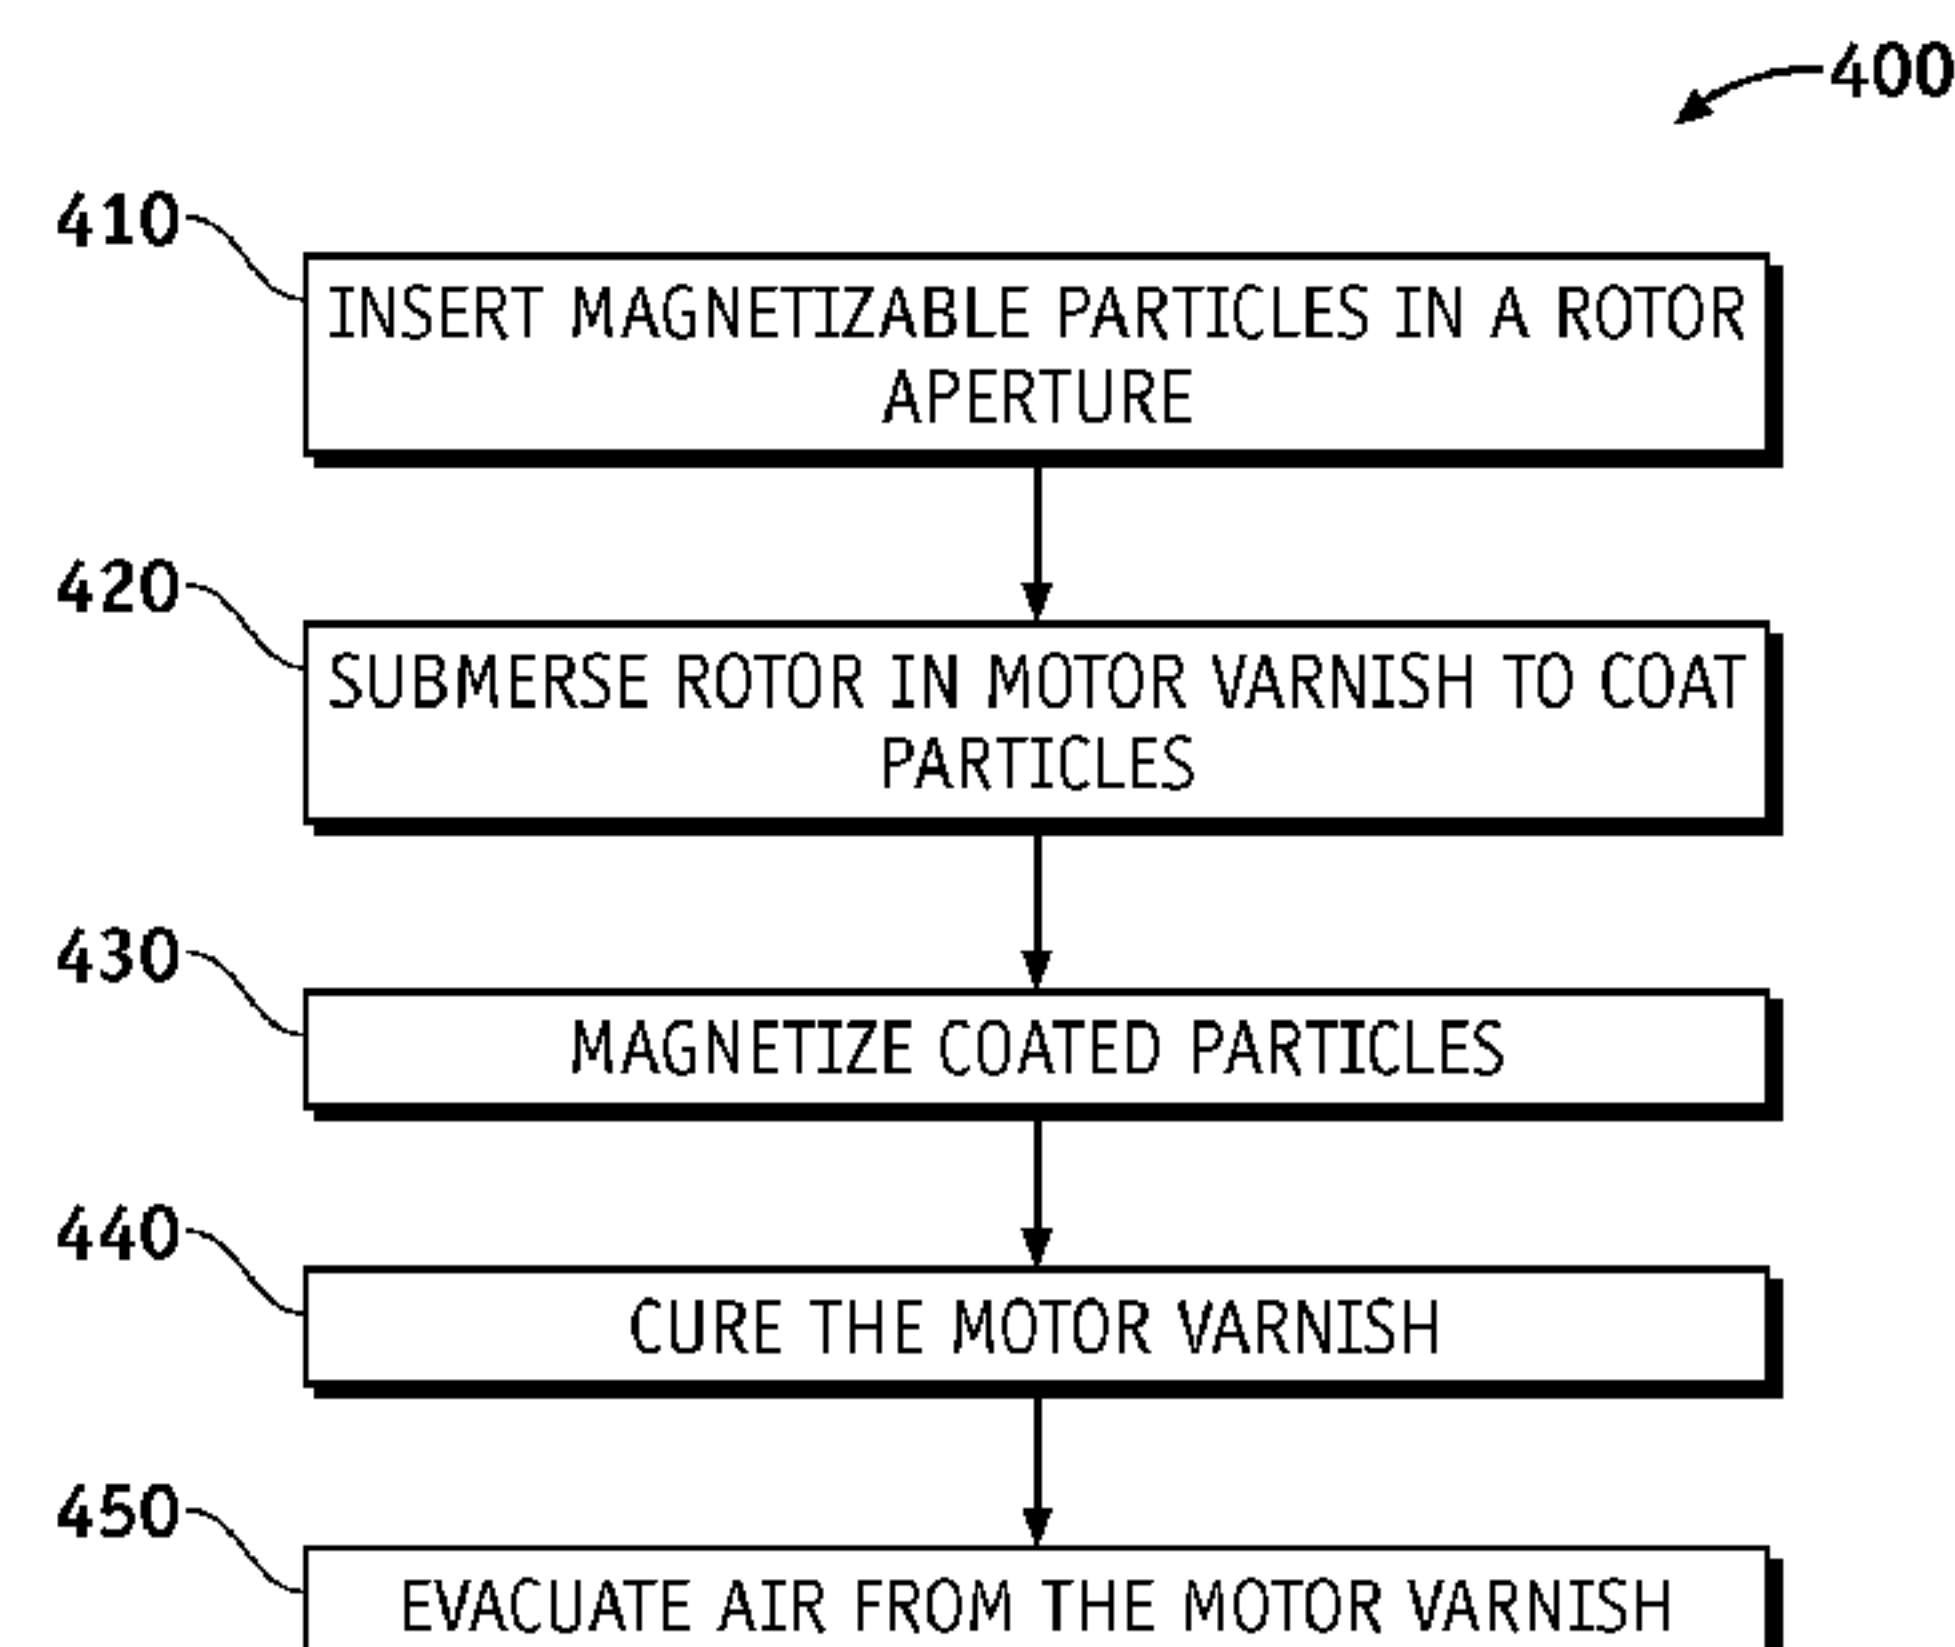 400
410
INSERT MAGNETIZABLE PARTICLES IN A ROTOR
APERTURE
420
SUBMERSE ROTOR IN MOTOR VARNISH TO COAT
PARTICLES
430
MAGNETIZE COATED PARTICLES
440
CURE THE MOTOR VARNISH
450
EVACUATE AIR FROM THE MOTOR VARNISH